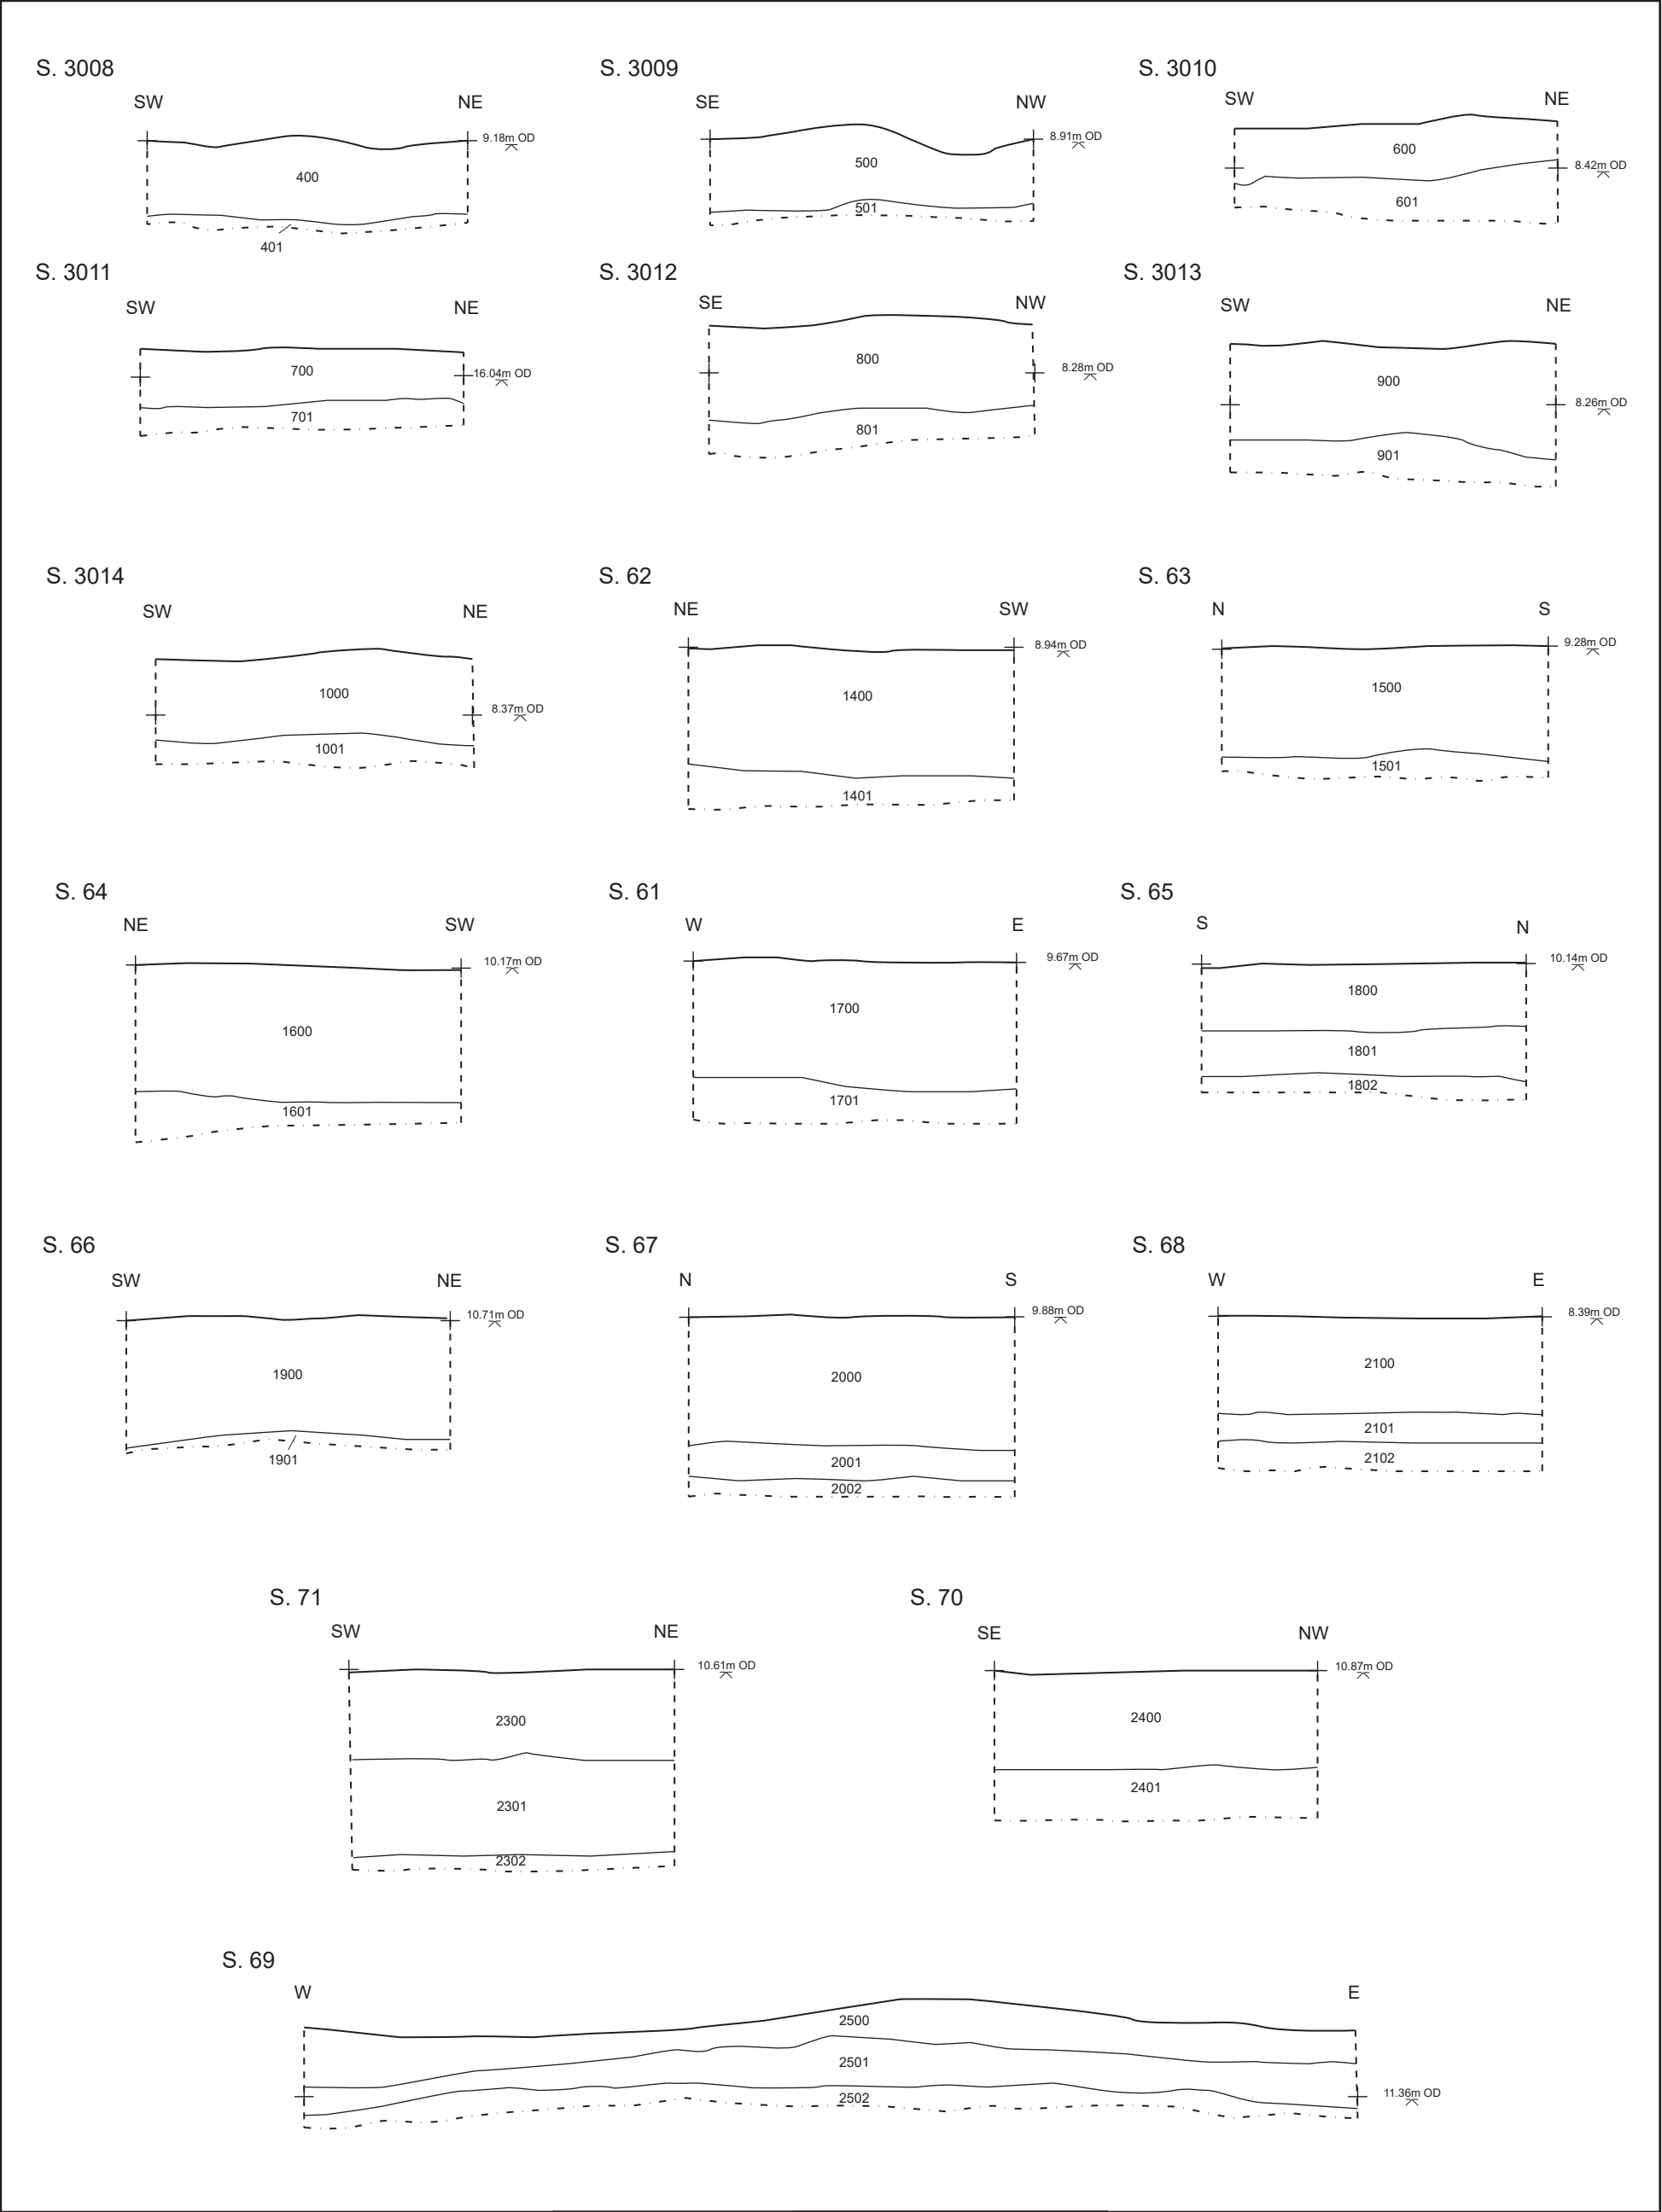 S. 3008
SW NE
9.18m OD
400
401
S. 3009
SE NW
8.91m OD
500
501
S. 3010
SW NE
600
8.42m OD
601
S. 3011
SW NE
700
16.04m OD
701
S. 3012
SE NW
800
8.28m OD
801
S. 3013
SW NE
900
8.26m OD
901
S. 3014
SW NE
1000
8.37m OD
1001
S. 62
NE SW
8.94m OD
1400
1401
S. 63
N S
9.28m OD
1500
1501
S. 64
NE SW
10.17m OD
1600
1601
S. 61
W E
9.67m OD
1700
1701
S. 65
S N
10.14m OD
1800
1801
1802
S. 66
SW NE
10.71m OD
1900
1901
S. 67
N S
9.88m OD
2000
2001
2002
S. 68
W E
8.39m OD
2100
2101
2102
S. 71
SW NE
10.61m OD
2300
2301
2302
S. 70
SE NW
10.87m OD
2400
2401
S. 69
W E
2500
2501
2502
11.36m OD